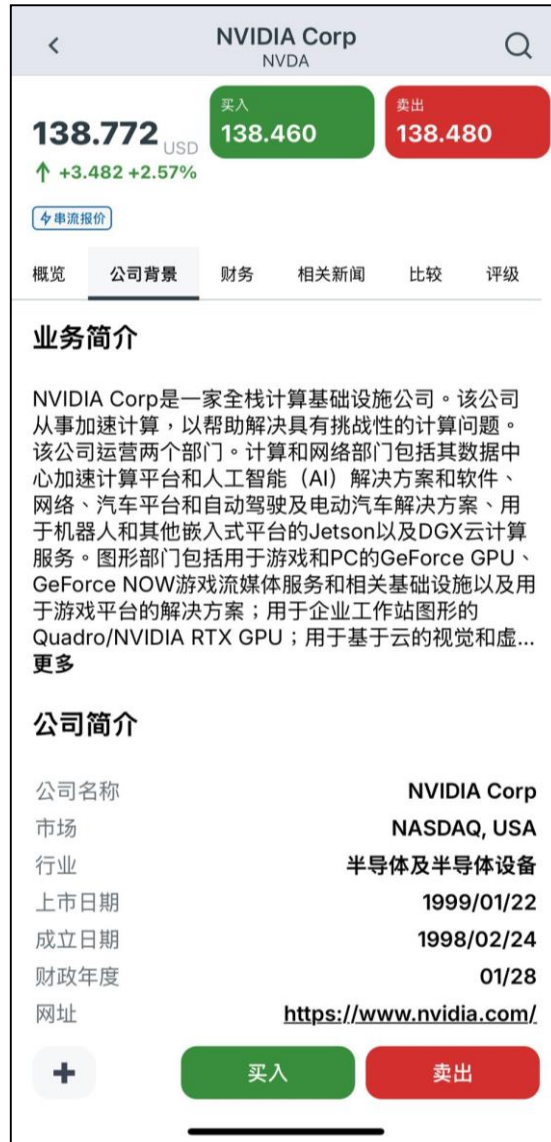 NVIDIA Corp
NVDA
138.772 USD
↑ +3.482 +2.57%
买入
138.460
卖出
138.480
串流报价
概览 公司背景 财务 相关新闻 比较 评级
业务简介
NVIDIA Corp是一家全栈计算基础设施公司。该公司
从事加速计算，以帮助解决具有挑战性的计算问题。
该公司运营两个部门。计算和网络部门包括其数据中
心加速计算平台和人工智能（AI）解决方案和软件、
网络、汽车平台和自动驾驶及电动汽车解决方案、用
于机器人和其他嵌入式平台的Jetson以及DGX云计算
服务。图形部门包括用于游戏和PC的GeForce GPU、
GeForce NOW游戏流媒体服务和相关基础设施以及用
于游戏平台的解决方案；用于企业工作站图形的
Quadro/NVIDIA RTX GPU；用于基于云的视觉和虚...
更多
公司简介
公司名称 NVIDIA Corp
市场 NASDAQ, USA
行业 半导体及半导体设备
上市日期 1999/01/22
成立日期 1998/02/24
财政年度 01/28
网址 https://www.nvidia.com/
买入 卖出